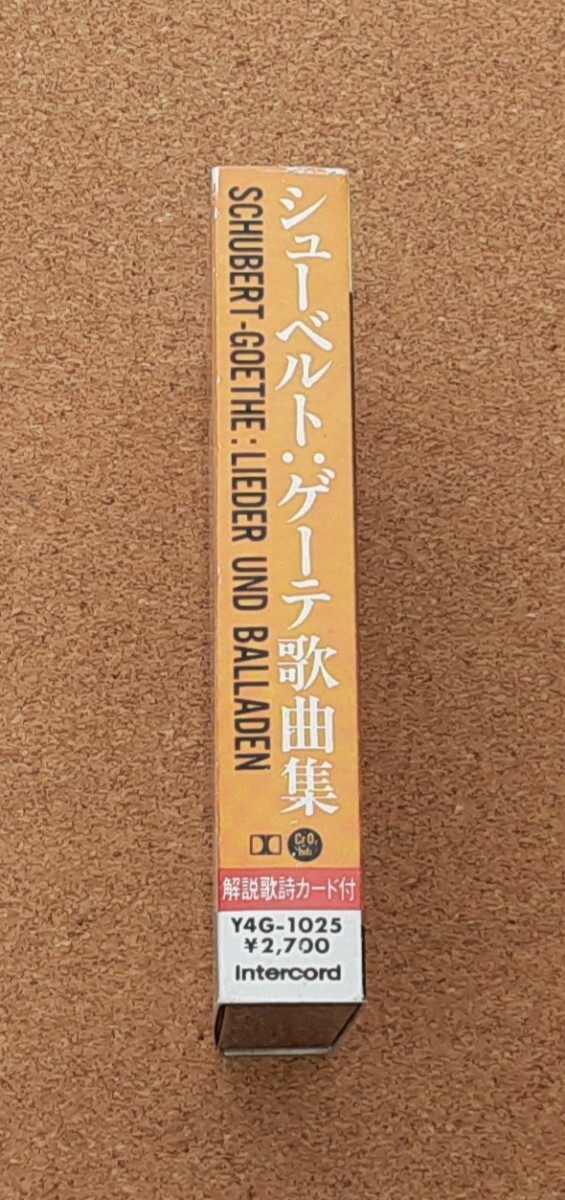 シューベルト：ゲーテ歌曲集
SCHUBERT-GOETHE: LIEDER UND BALLADEN
CrO₂
解説歌詩カード付
Y4G-1025
¥2,700
Intercord